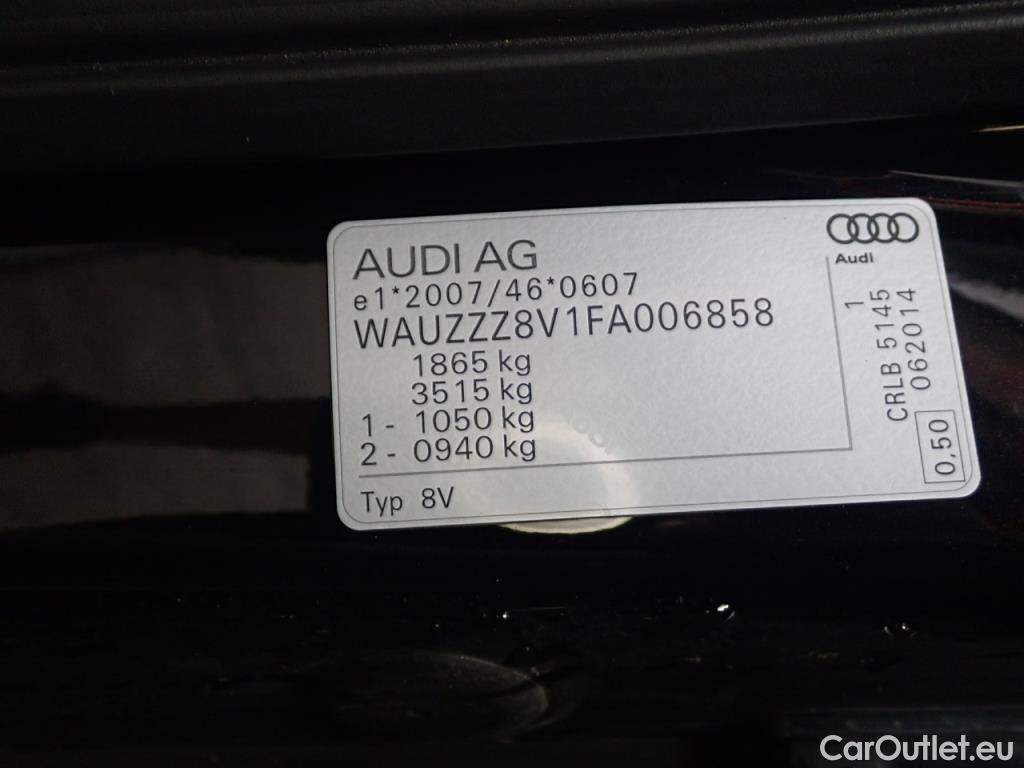 AUDI AG
Audi
e1*2007/46*0607
WAUZZZ8V1FA006858
1865 kg
3515 kg
1 - 1050 kg
2 - 0940 kg
Typ 8V
1
CRLB 5145
062014
0,50
CarOutlet.eu